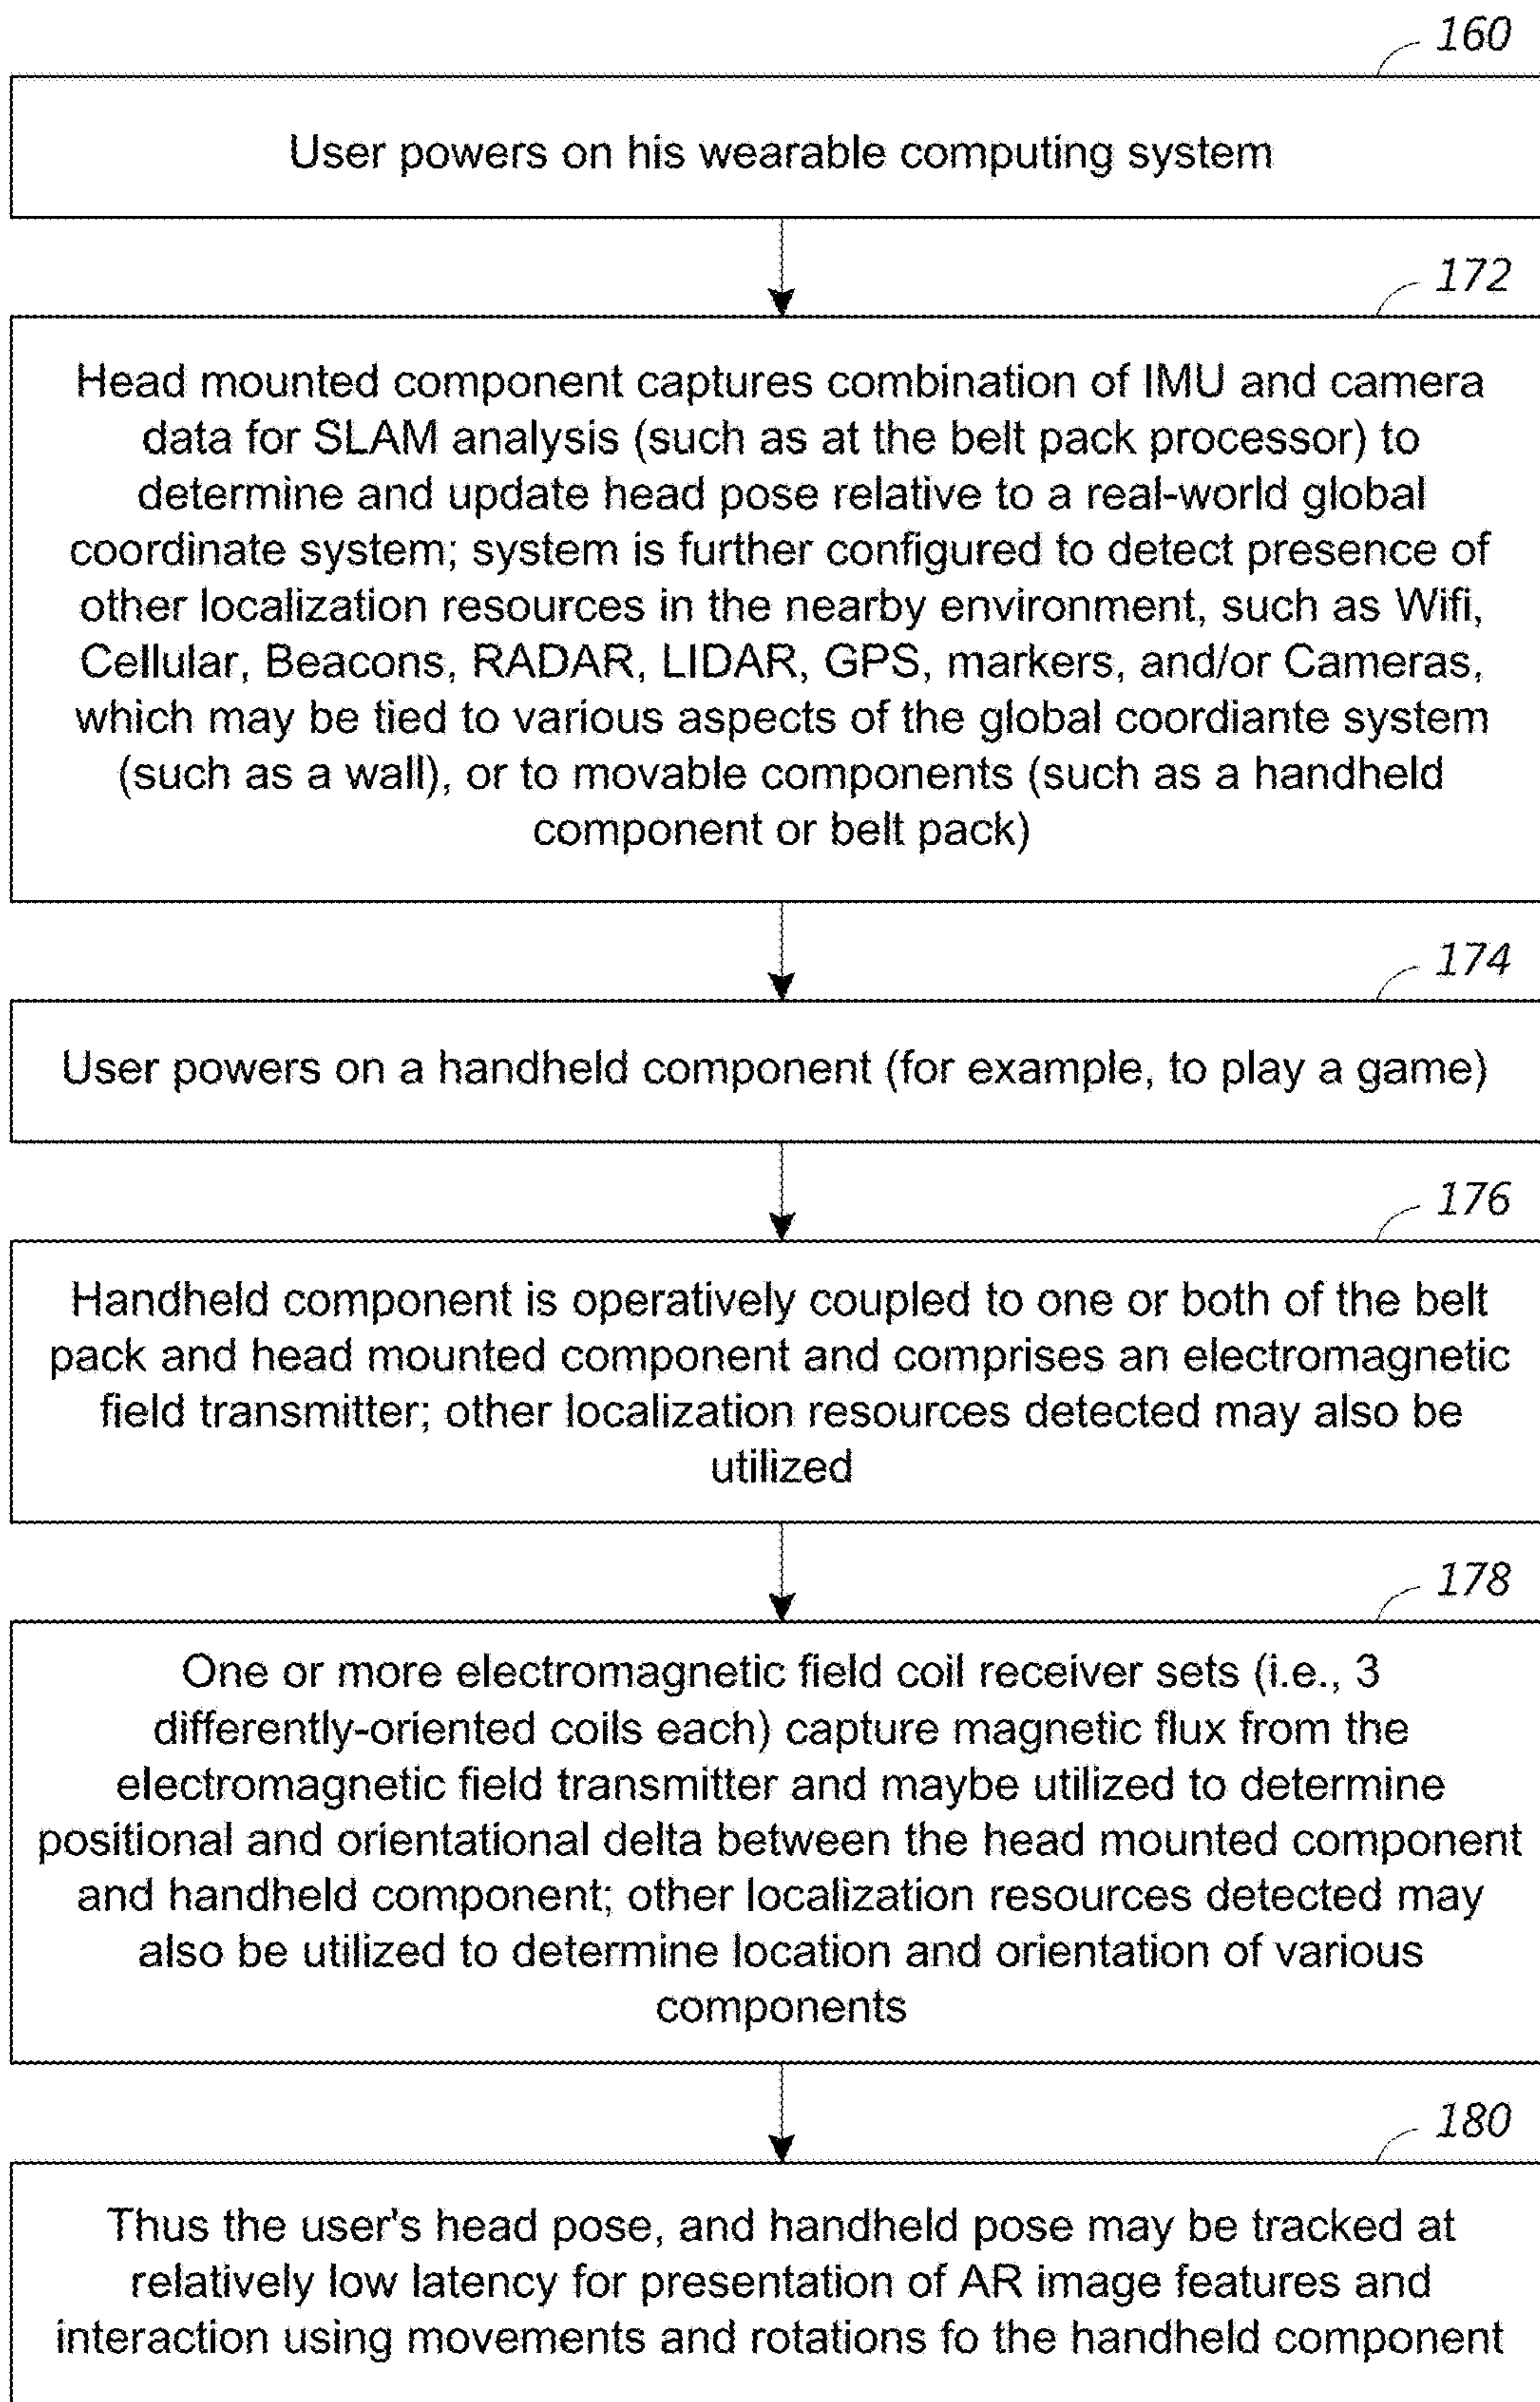 160
User powers on his wearable computing system
172
Head mounted component captures combination of IMU and camera
data for SLAM analysis (such as at the belt pack processor) to
determine and update head pose relative to a real-world global
coordinate system; system is further configured to detect presence of
other localization resources in the nearby environment, such as Wifi,
Cellular, Beacons, RADAR, LIDAR, GPS, markers, and/or Cameras,
which may be tied to various aspects of the global coordiante system
(such as a wall), or to movable components (such as a handheld
component or belt pack)
174
User powers on a handheld component (for example, to play a game)
176
Handheld component is operatively coupled to one or both of the belt
pack and head mounted component and comprises an electromagnetic
field transmitter; other localization resources detected may also be
utilized
178
One or more electromagnetic field coil receiver sets (i.e., 3
differently-oriented coils each) capture magnetic flux from the
electromagnetic field transmitter and maybe utilized to determine
positional and orientational delta between the head mounted component
and handheld component; other localization resources detected may
also be utilized to determine location and orientation of various
components
180
Thus the user's head pose, and handheld pose may be tracked at
relatively low latency for presentation of AR image features and
interaction using movements and rotations fo the handheld component